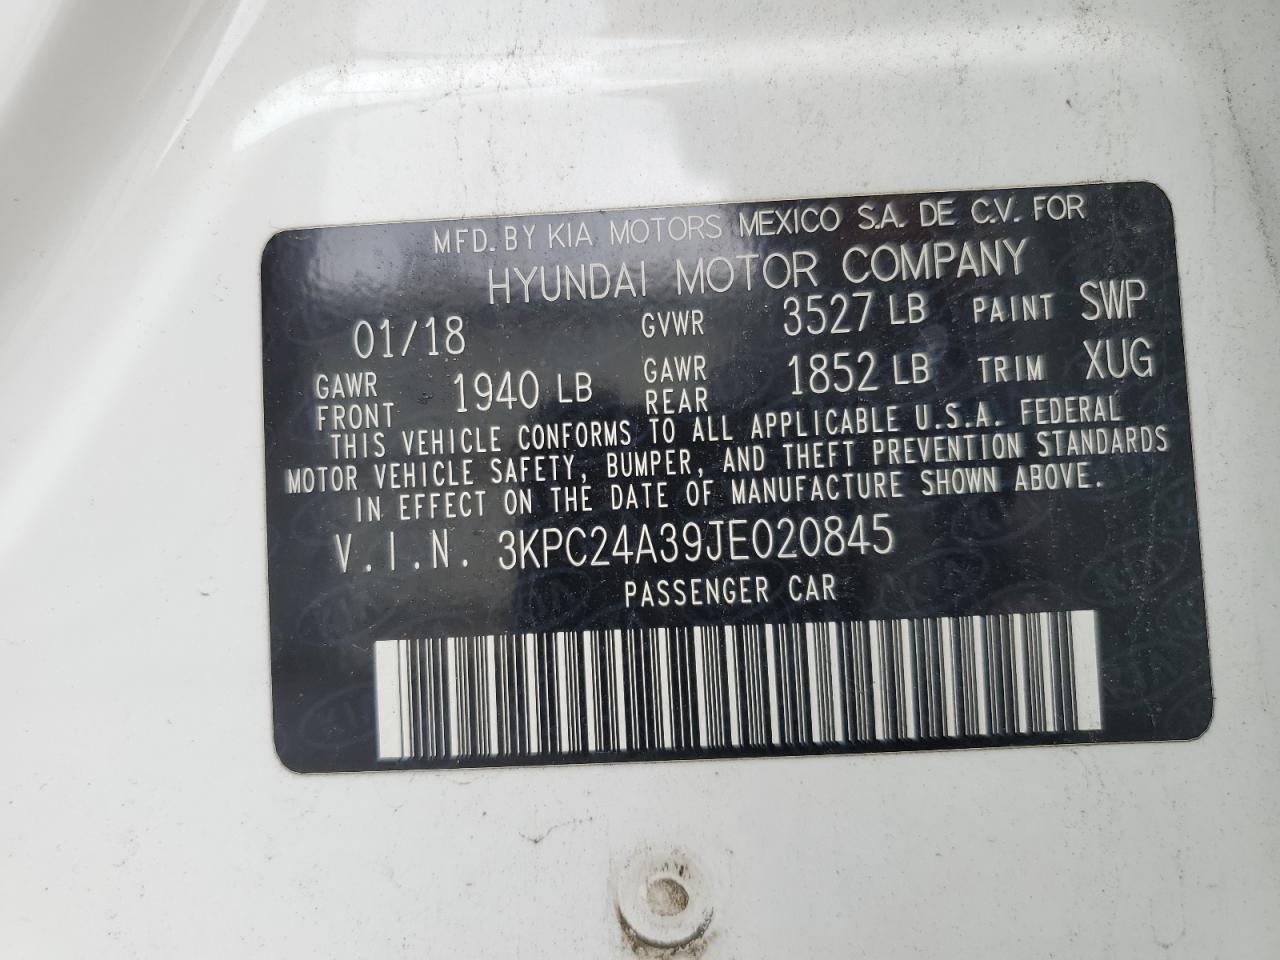 MFD. BY KIA MOTORS MEXICO S.A. DE C.V. FOR
HYUNDAI MOTOR COMPANY
01/18 GVWR 3527 LB PAINT SWP
GAWR FRONT 1940 LB GAWR REAR 1852 LB TRIM XUG
THIS VEHICLE CONFORMS TO ALL APPLICABLE U.S.A. FEDERAL
MOTOR VEHICLE SAFETY, BUMPER, AND THEFT PREVENTION STANDARDS
IN EFFECT ON THE DATE OF MANUFACTURE SHOWN ABOVE.
V.I.N. 3KPC24A39JE020845
PASSENGER CAR